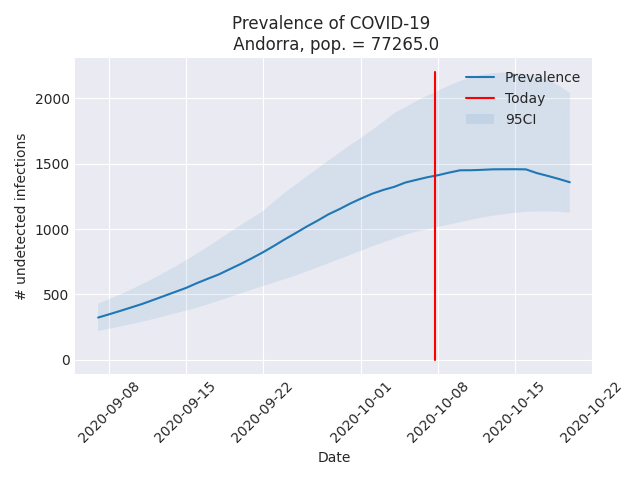 Prevalence of COVID-19
Andorra, pop. = 77265.0
Prevalence
Today
95CI
# undetected infections
2000
1500
1000
500
0
2020-09-08
2020-09-15
2020-09-22
2020-10-01
2020-10-08
2020-10-15
2020-10-22
Date